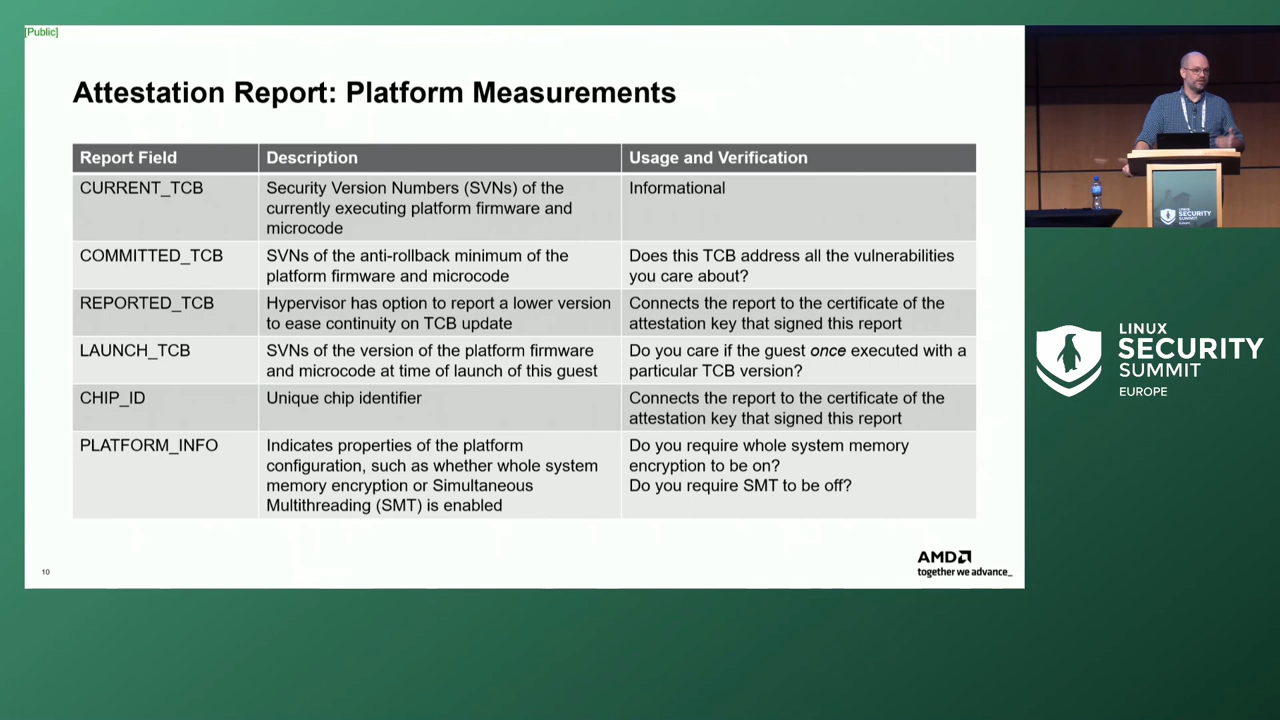 [Public]
Attestation Report: Platform Measurements
Report Field
Description
Usage and Verification
CURRENT_TCB
Security Version Numbers (SVNs) of the
currently executing platform firmware and
microcode
Informational
COMMITTED_TCB
SVNs of the anti-rollback minimum of the
platform firmware and microcode
Does this TCB address all the vulnerabilities
you care about?
REPORTED_TCB
Hypervisor has option to report a lower version
to ease continuity on TCB update
Connects the report to the certificate of the
attestation key that signed this report
LAUNCH_TCB
SVNs of the version of the platform firmware
and microcode at time of launch of this guest
Do you care if the guest once executed with a
particular TCB version?
CHIP_ID
Unique chip identifier
Connects the report to the certificate of the
attestation key that signed this report
PLATFORM_INFO
Indicates properties of the platform
configuration, such as whether whole system
memory encryption or Simultaneous
Multithreading (SMT) is enabled
Do you require whole system memory
encryption to be on?
Do you require SMT to be off?
10
AMD
together we advance_
LINUX
SECURITY
SUMMIT
LINUX
SECURITY
SUMMIT
EUROPE